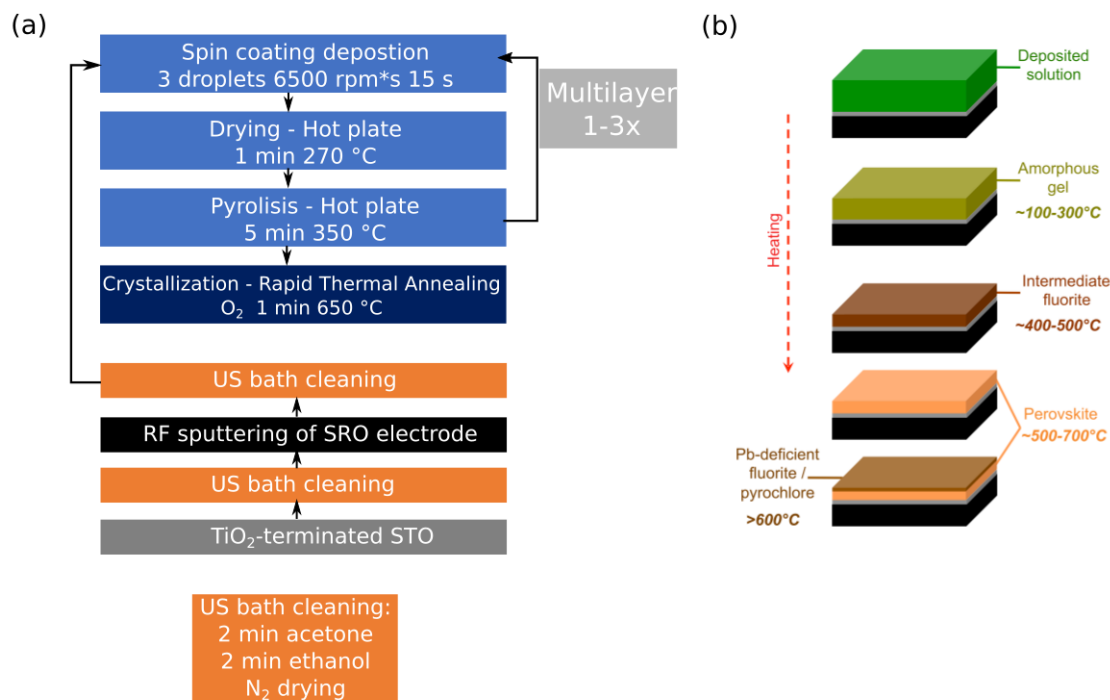 (a)
Spin coating depostion
3 droplets 6500 rpm*s 15 s
Multilayer
1-3x
Drying - Hot plate
1 min 270 °C
Pyrolisis - Hot plate
5 min 350 °C
Crystallization - Rapid Thermal Annealing
O₂ 1 min 650 °C
US bath cleaning
RF sputtering of SRO electrode
US bath cleaning
TiO₂-terminated STO
US bath cleaning:
2 min acetone
2 min ethanol
N₂ drying
(b)
Deposited
solution
Heating
Amorphous
gel
~100-300°C
Intermediate
fluorite
~400-500°C
Perovskite
~500-700°C
Pb-deficient
fluorite /
pyrochlore
>600°C